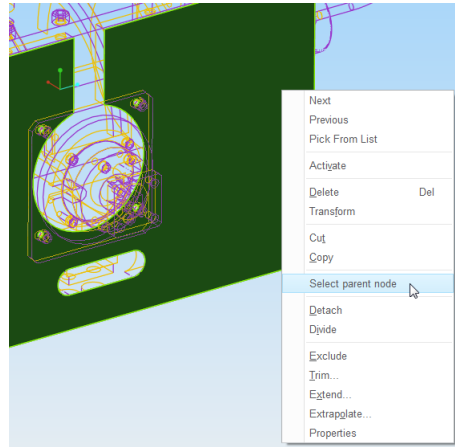 Next
Previous
Pick From List
Activate
Delete Del
Transform
Cut
Copy
Select parent node
Detach
Divide
Exclude
Trim...
Extend...
Extrapolate...
Properties